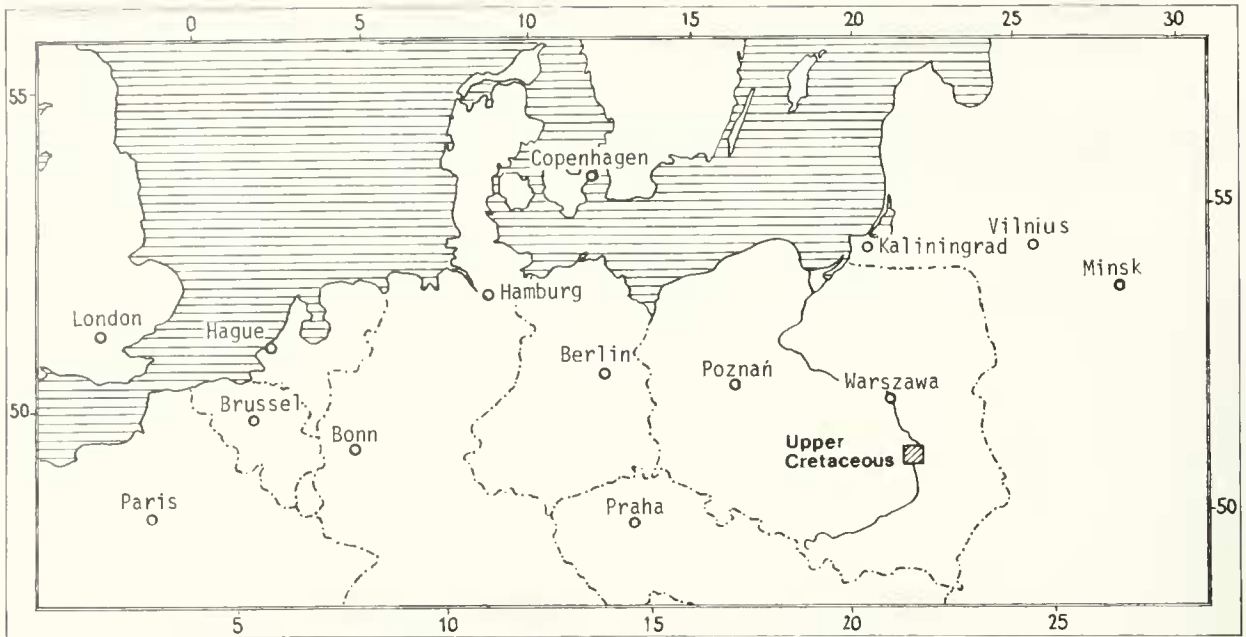 0 5 10 15 20 25 30
55
Copenhagen
55
Vilnius
Kaliningrad
Minsk
Hamburg
London
Hague
Berlin
Poznań
Warszawa
50
Brussel
Bonn
Upper
Cretaceous
Paris
Praha
50
5 10 15 20 25